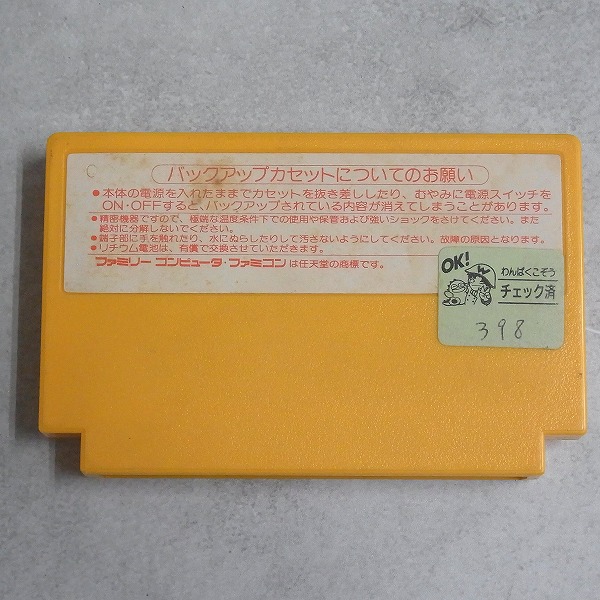 バックアップカセットについてのお願い
●本体の電源を入れたままでカセットを抜き差ししたり、むやみに電源スイッチを
ON・OFFすると、バックアップされている内容が消えてしまうことがあります。
●精密機器ですので、極端な温度条件下での使用や保管および強いショックをさけてください。また
絶対に分解しないでください。
●端子部に手を触れたり、水にぬらしたりして汚さないようにしてください。故障の原因となります。
●リチウム電池は、有償で交換させていただきます。
ファミリー コンピュータ・ファミコンは任天堂の商標です。
OK!
わんぱくこぞう
チェック済
398